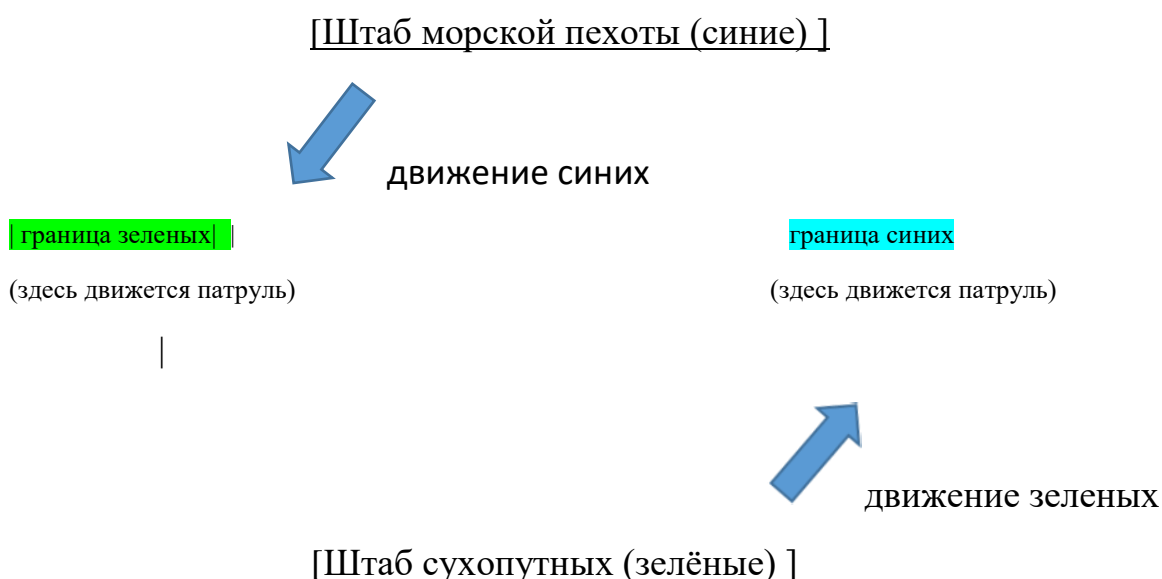 [Штаб морской пехоты (синие) ]
движение синих
| граница зеленых| |
граница синих
(здесь движется патруль)
(здесь движется патруль)
|
движение зеленых
[Штаб сухопутных (зелёные) ]